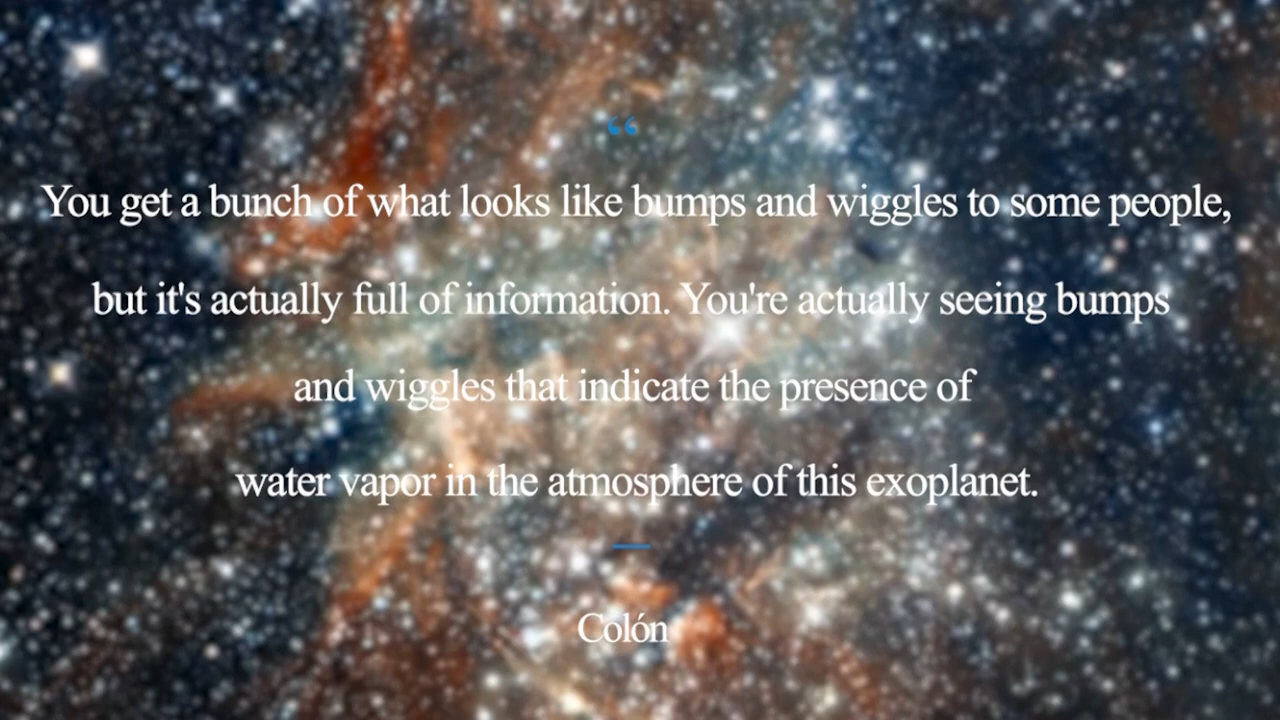 “
You get a bunch of what looks like bumps and wiggles to some people,
but it's actually full of information. You're actually seeing bumps
and wiggles that indicate the presence of
water vapor in the atmosphere of this exoplanet.
Colón